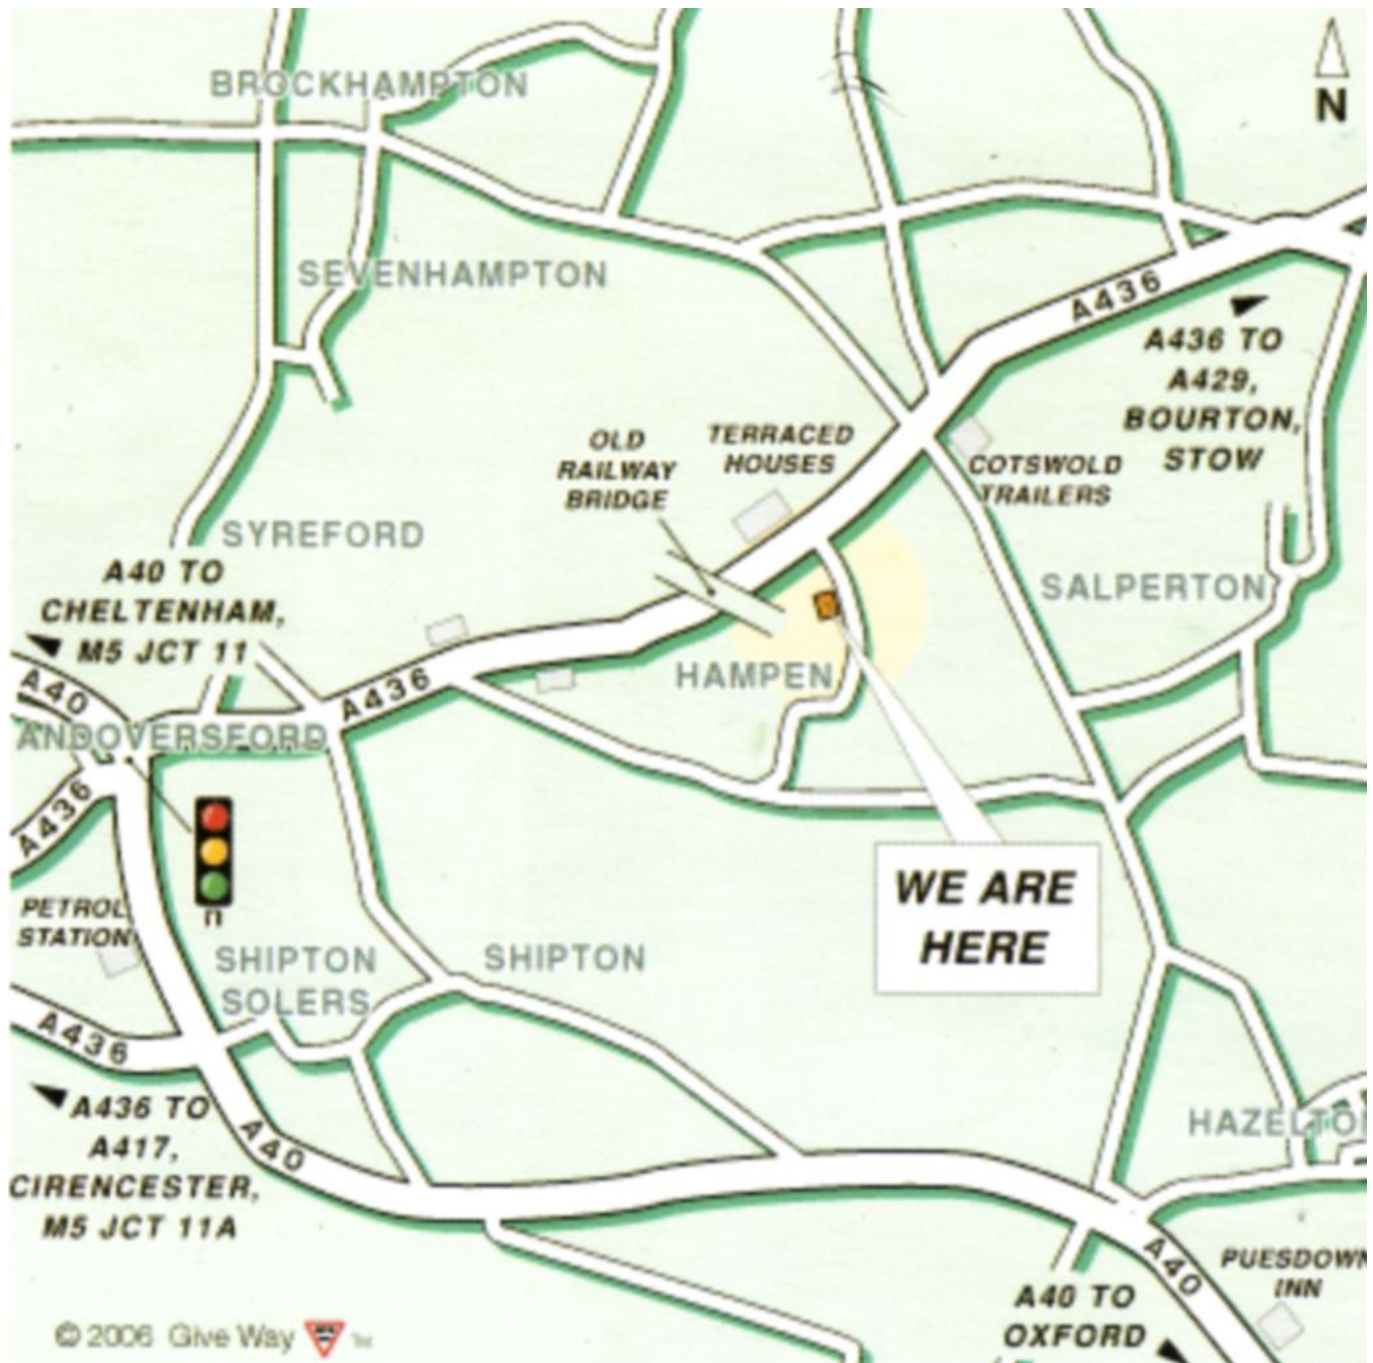 BROCKHAMPTON
N
SEVENHAMPTON
A436
A436 TO
A429,
BOURTON,
STOW
OLD
RAILWAY
BRIDGE
TERRACED
HOUSES
COTSWOLD
TRAILERS
SYREFORD
A40 TO
CHELTENHAM,
M5 JCT 11
SALPERTON
HAMPEN
A40
A436
ANDOVERSFORD
A436
WE ARE
HERE
PETROL
STATION
SHIPTON
SOLERS
SHIPTON
A436
A436 TO
A417,
CIRENCESTER,
M5 JCT 11A
A40
HAZELTON
A40
PUESDOWN
INN
A40 TO
OXFORD
© 2006 Give Way